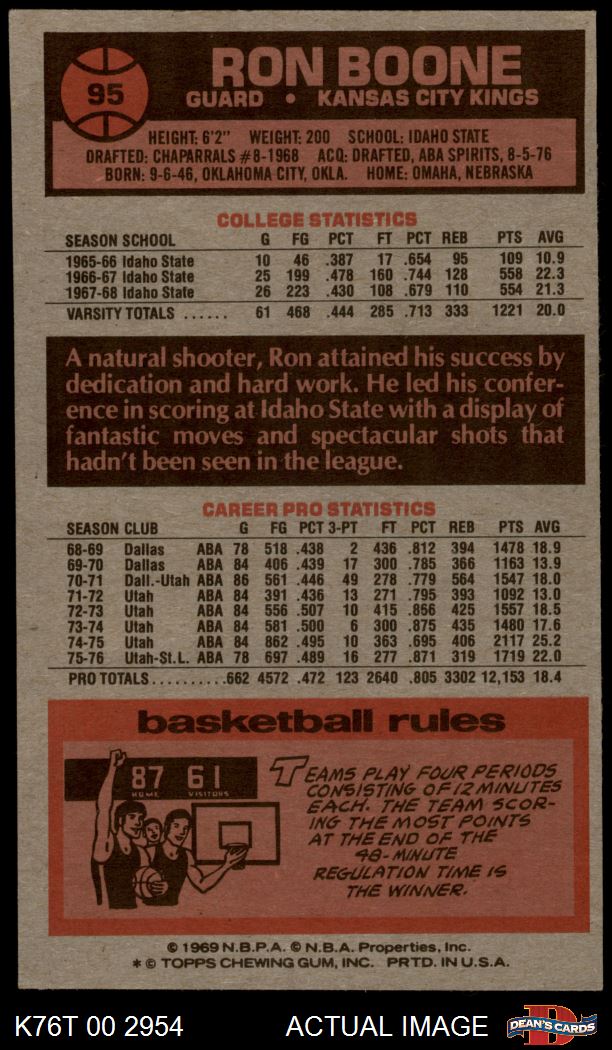 95
RON BOONE
GUARD • KANSAS CITY KINGS
HEIGHT: 6'2" WEIGHT: 200 SCHOOL: IDAHO STATE
DRAFTED: CHAPARRALS #8-1968 ACQ: DRAFTED, ABA SPIRITS, 8-5-76
BORN: 9-6-46, OKLAHOMA CITY, OKLA. HOME: OMAHA, NEBRASKA
COLLEGE STATISTICS
SEASON SCHOOL G FG PCT FT PCT REB PTS AVG
1965-66 Idaho State 10 46 .387 17 .654 95 109 10.9
1966-67 Idaho State 25 199 .478 160 .744 128 558 22.3
1967-68 Idaho State 26 223 .430 108 .679 110 554 21.3
VARSITY TOTALS ...... 61 468 .444 285 .713 333 1221 20.0
A natural shooter, Ron attained his success by
dedication and hard work. He led his confer-
ence in scoring at Idaho State with a display of
fantastic moves and spectacular shots that
hadn't been seen in the league.
CAREER PRO STATISTICS
SEASON CLUB G FG PCT 3-PT FT PCT REB PTS AVG
68-69 Dallas ABA 78 518 .438 2 436 .812 394 1478 18.9
69-70 Dallas ABA 84 406 .439 17 300 .785 366 1163 13.9
70-71 Dall.-Utah ABA 86 561 .446 49 278 .779 564 1547 18.0
71-72 Utah ABA 84 391 .436 13 271 .795 393 1092 13.0
72-73 Utah ABA 84 556 .507 10 415 .856 425 1557 18.5
73-74 Utah ABA 84 581 .500 6 300 .875 435 1480 17.6
74-75 Utah ABA 84 862 .495 10 363 .695 406 2117 25.2
75-76 Utah-St.L. ABA 78 697 .489 16 277 .871 319 1719 22.0
PRO TOTALS..........662 4572 .472 123 2640 .805 3302 12,153 18.4
basketball rules
87 61
HOME VISITORS
TEAMS PLAY FOUR PERIODS
CONSISTING OF 12 MINUTES
EACH. THE TEAM SCOR-
ING THE MOST POINTS
AT THE END OF THE
48-MINUTE
REGULATION TIME IS
THE WINNER.
© 1969 N.B.P.A. © N.B.A. Properties, Inc.
* © TOPPS CHEWING GUM, INC. PRTD. IN U.S.A.
K76T 00 2954 ACTUAL IMAGE D DEAN'S CARDS